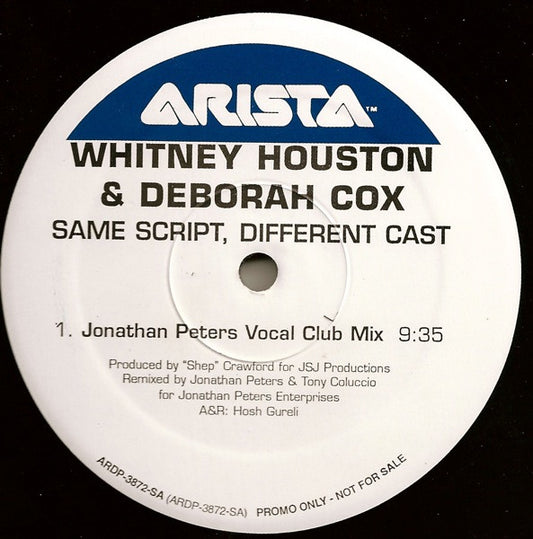 ARISTA™
WHITNEY HOUSTON
& DEBORAH COX
SAME SCRIPT, DIFFERENT CAST
1. Jonathan Peters Vocal Club Mix 9:35
Produced by "Shep" Crawford for JSJ Productions
Remixed by Jonathan Peters & Tony Coluccio
for Jonathan Peters Enterprises
A&R: Hosh Gureli
ARDP-3872-SA (ARDP-3872-SA) PROMO ONLY - NOT FOR SALE